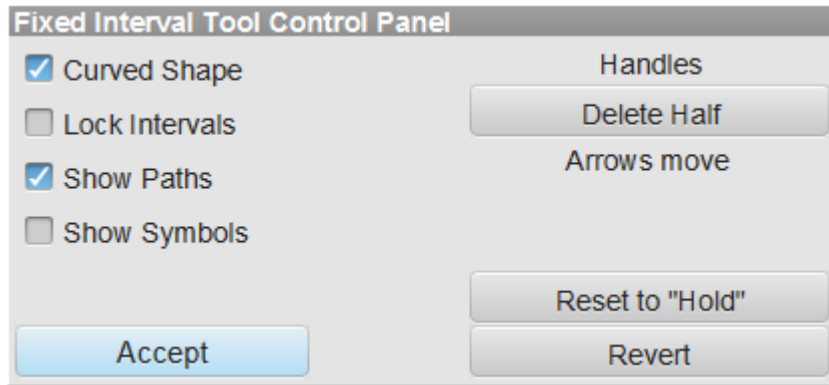 Fixed Interval Tool Control Panel
Curved Shape
Lock Intervals
Show Paths
Show Symbols
Accept
Handles
Delete Half
Arrows move
Reset to "Hold"
Revert